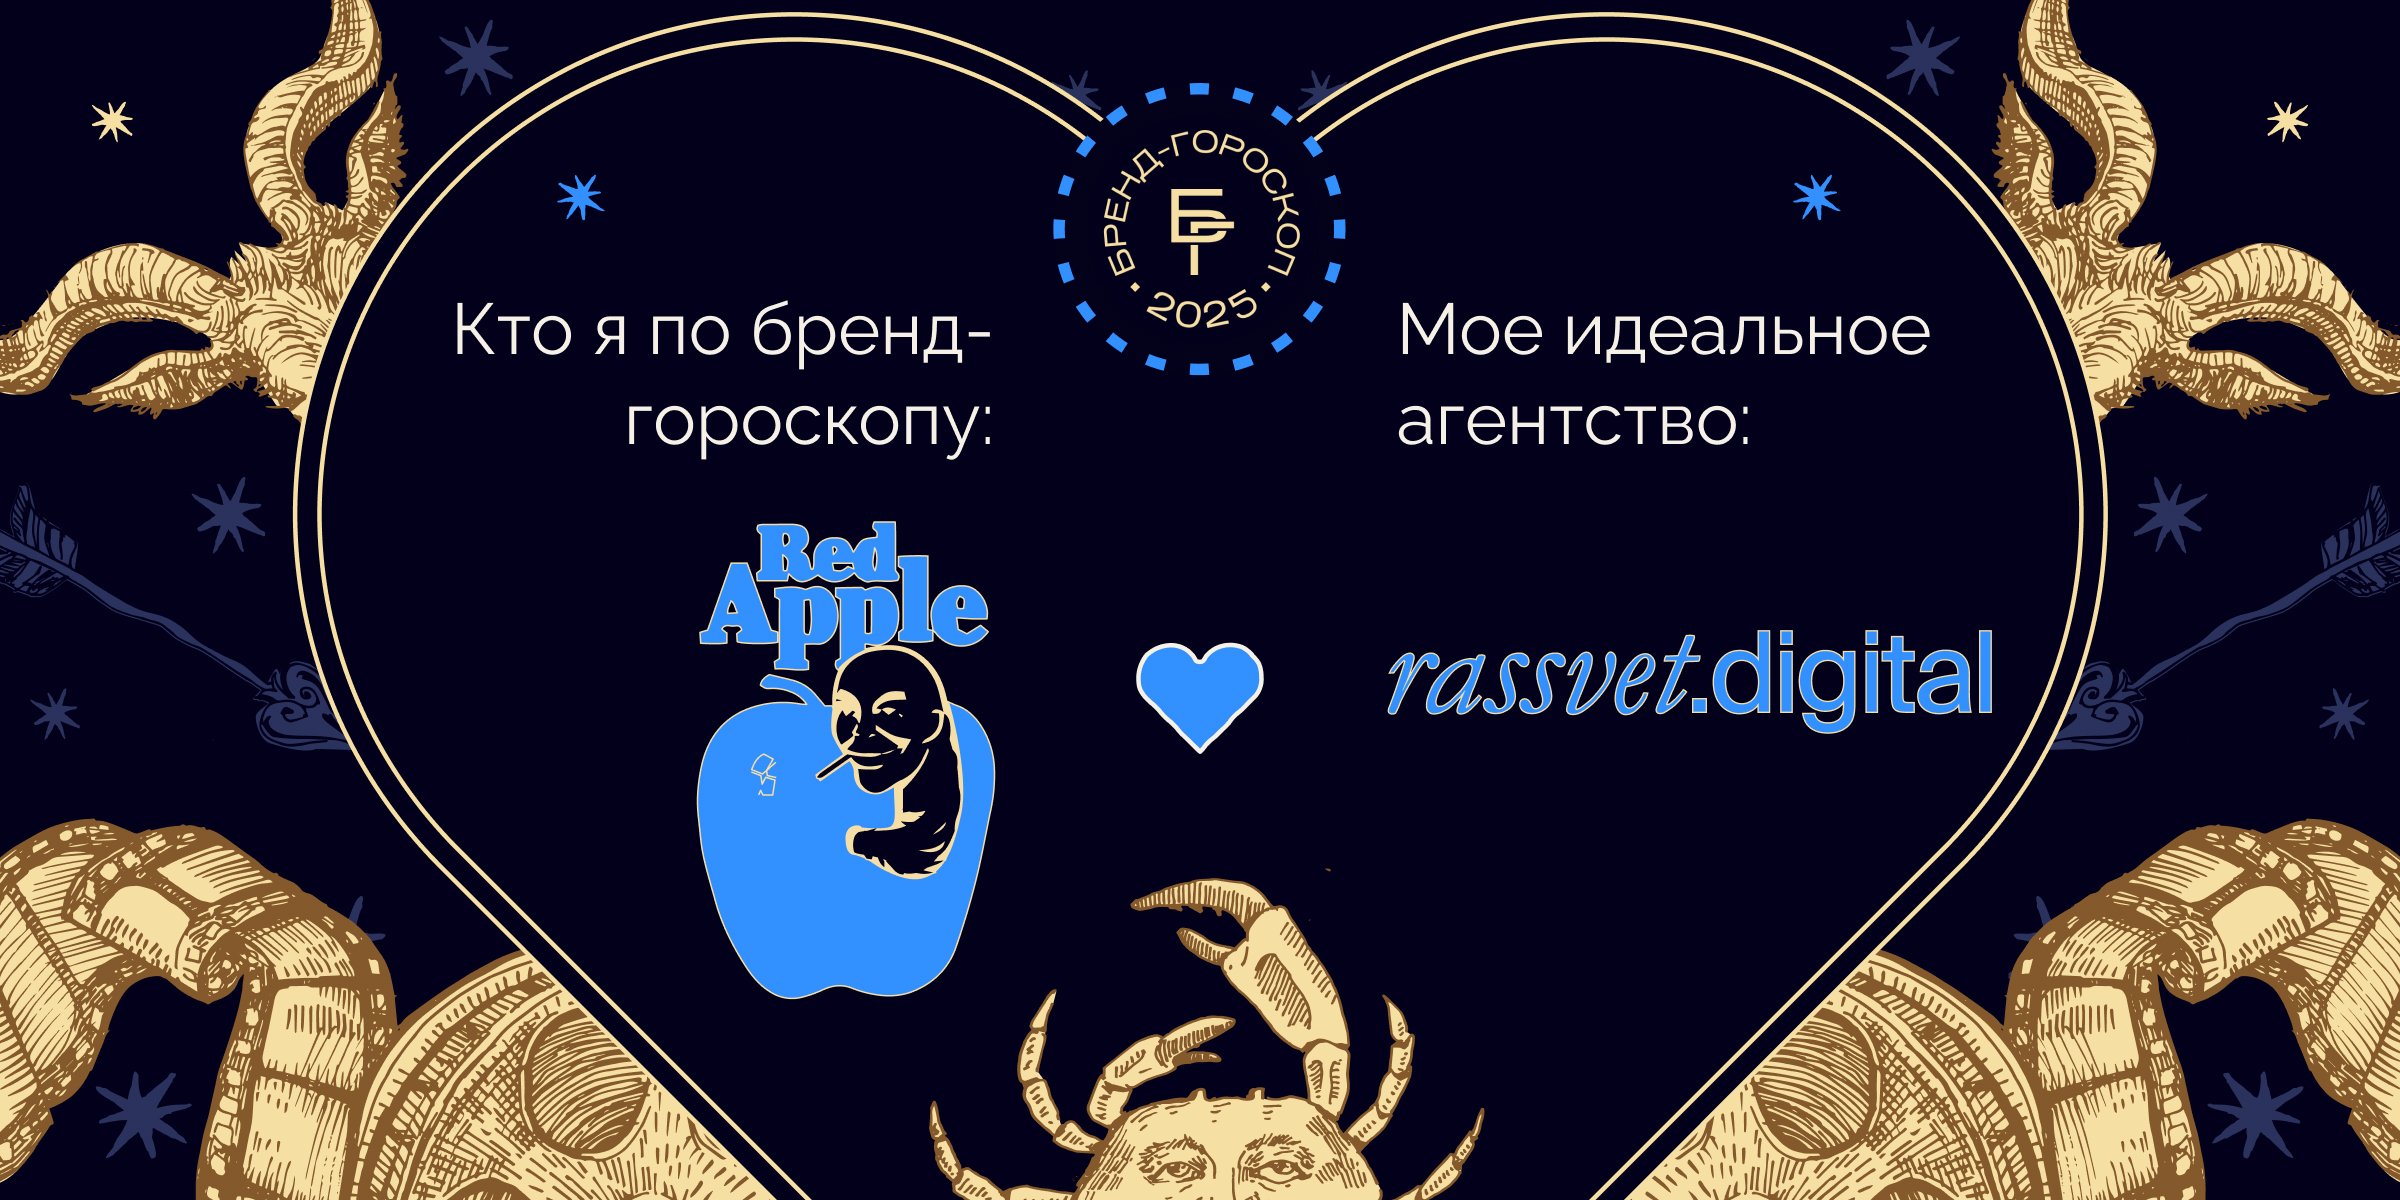 БРЕНД-ГОРОСКОП
БГ
2025
Кто я по бренд-
гороскопу:
Мое идеальное
агентство:
Red
Apple
rassvet.digital